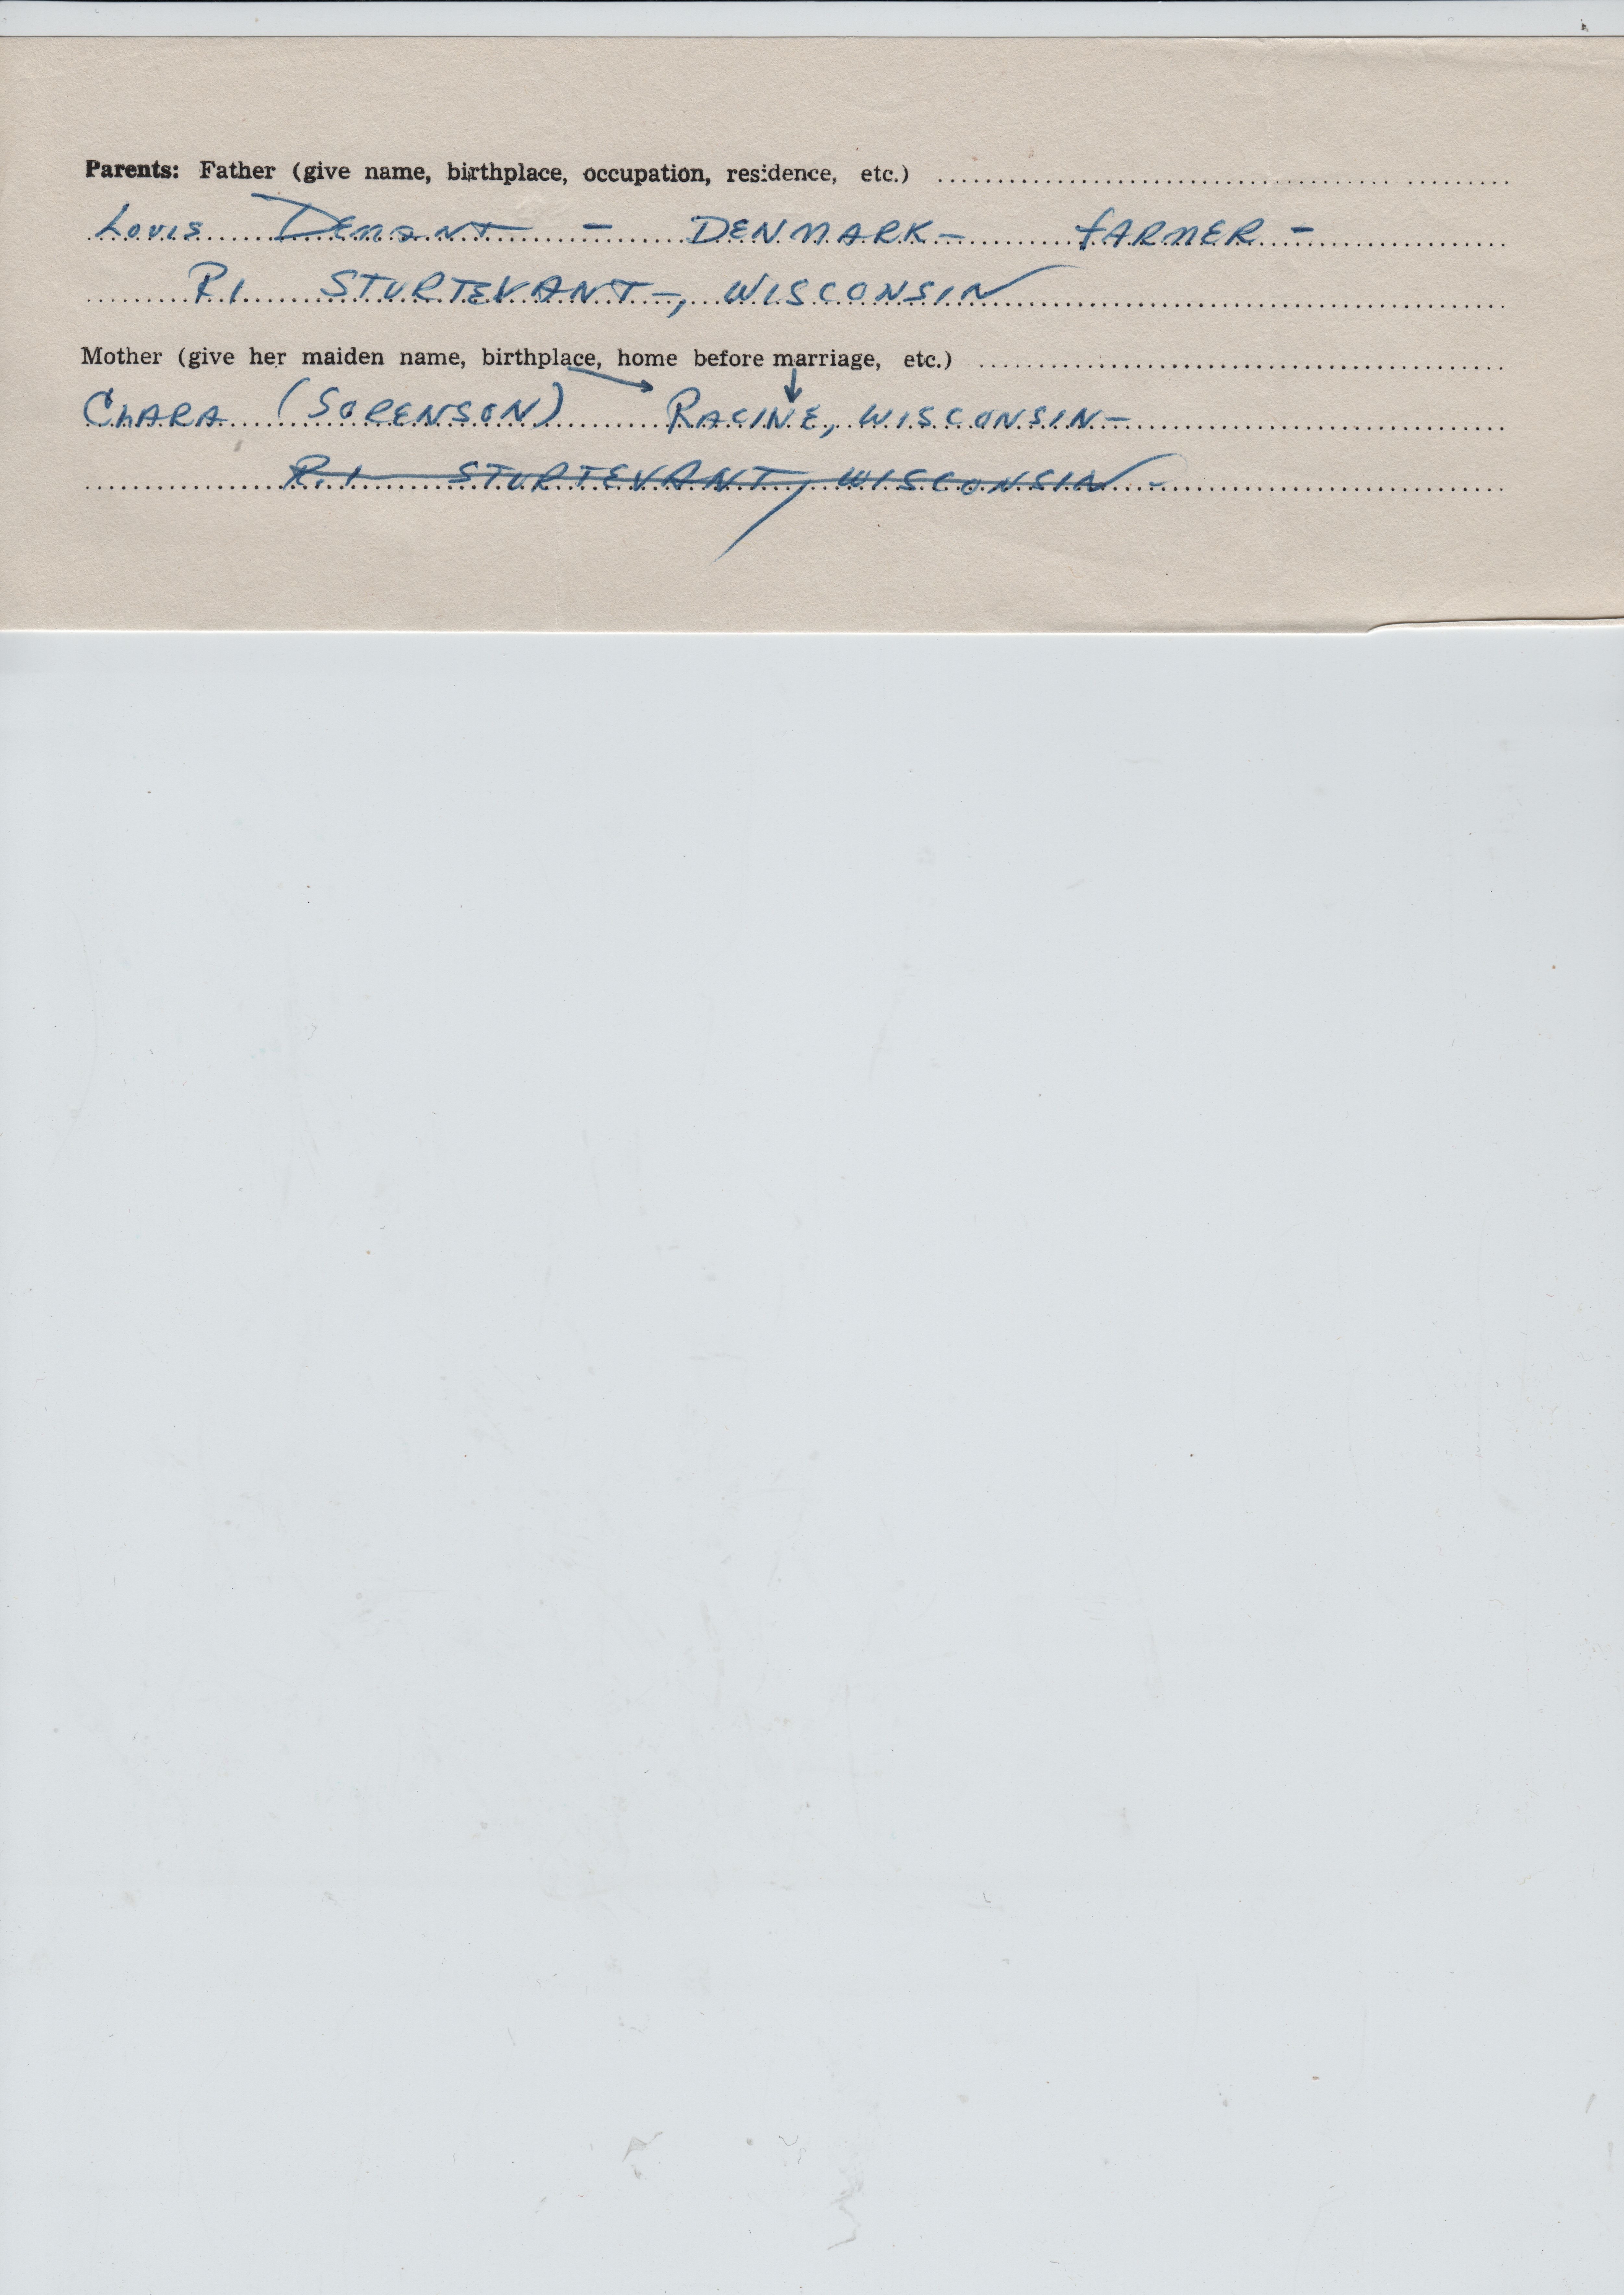 Parents: Father (give name, birthplace, occupation, residence, etc.)
Louis DEMANT - DENMARK - FARMER -
R.1 STURTEVANT -, WISCONSIN
Mother (give her maiden name, birthplace, home before marriage, etc.)
CLARA (SORENSON) RACINE, WISCONSIN -
R.1 STURTEVANT, WISCONSIN -